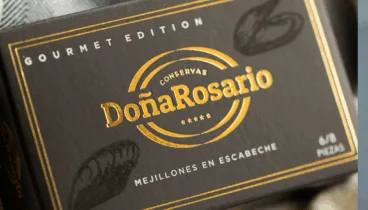 GOURMET EDITION
CONSERVAS
DoñaRosario
MEJILLONES EN ESCABECHE
6/8
PIEZAS